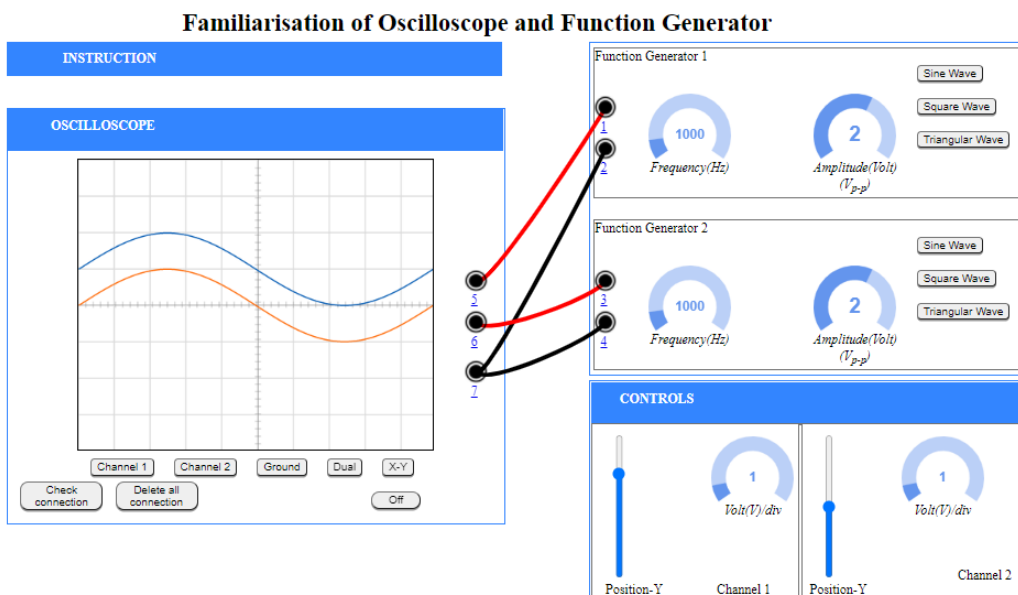 Familiarisation of Oscilloscope and Function Generator
INSTRUCTION
OSCILLOSCOPE
5
6
7
Channel 1
Channel 2
Ground
Dual
X-Y
Check
connection
Delete all
connection
Off
Function Generator 1
1
2
1000
Frequency(Hz)
2
Amplitude(Volt)
(Vp-p)
Sine Wave
Square Wave
Triangular Wave
Function Generator 2
3
4
1000
Frequency(Hz)
2
Amplitude(Volt)
(Vp-p)
Sine Wave
Square Wave
Triangular Wave
CONTROLS
1
Volt(V)/div
Position-Y
Channel 1
1
Volt(V)/div
Position-Y
Channel 2